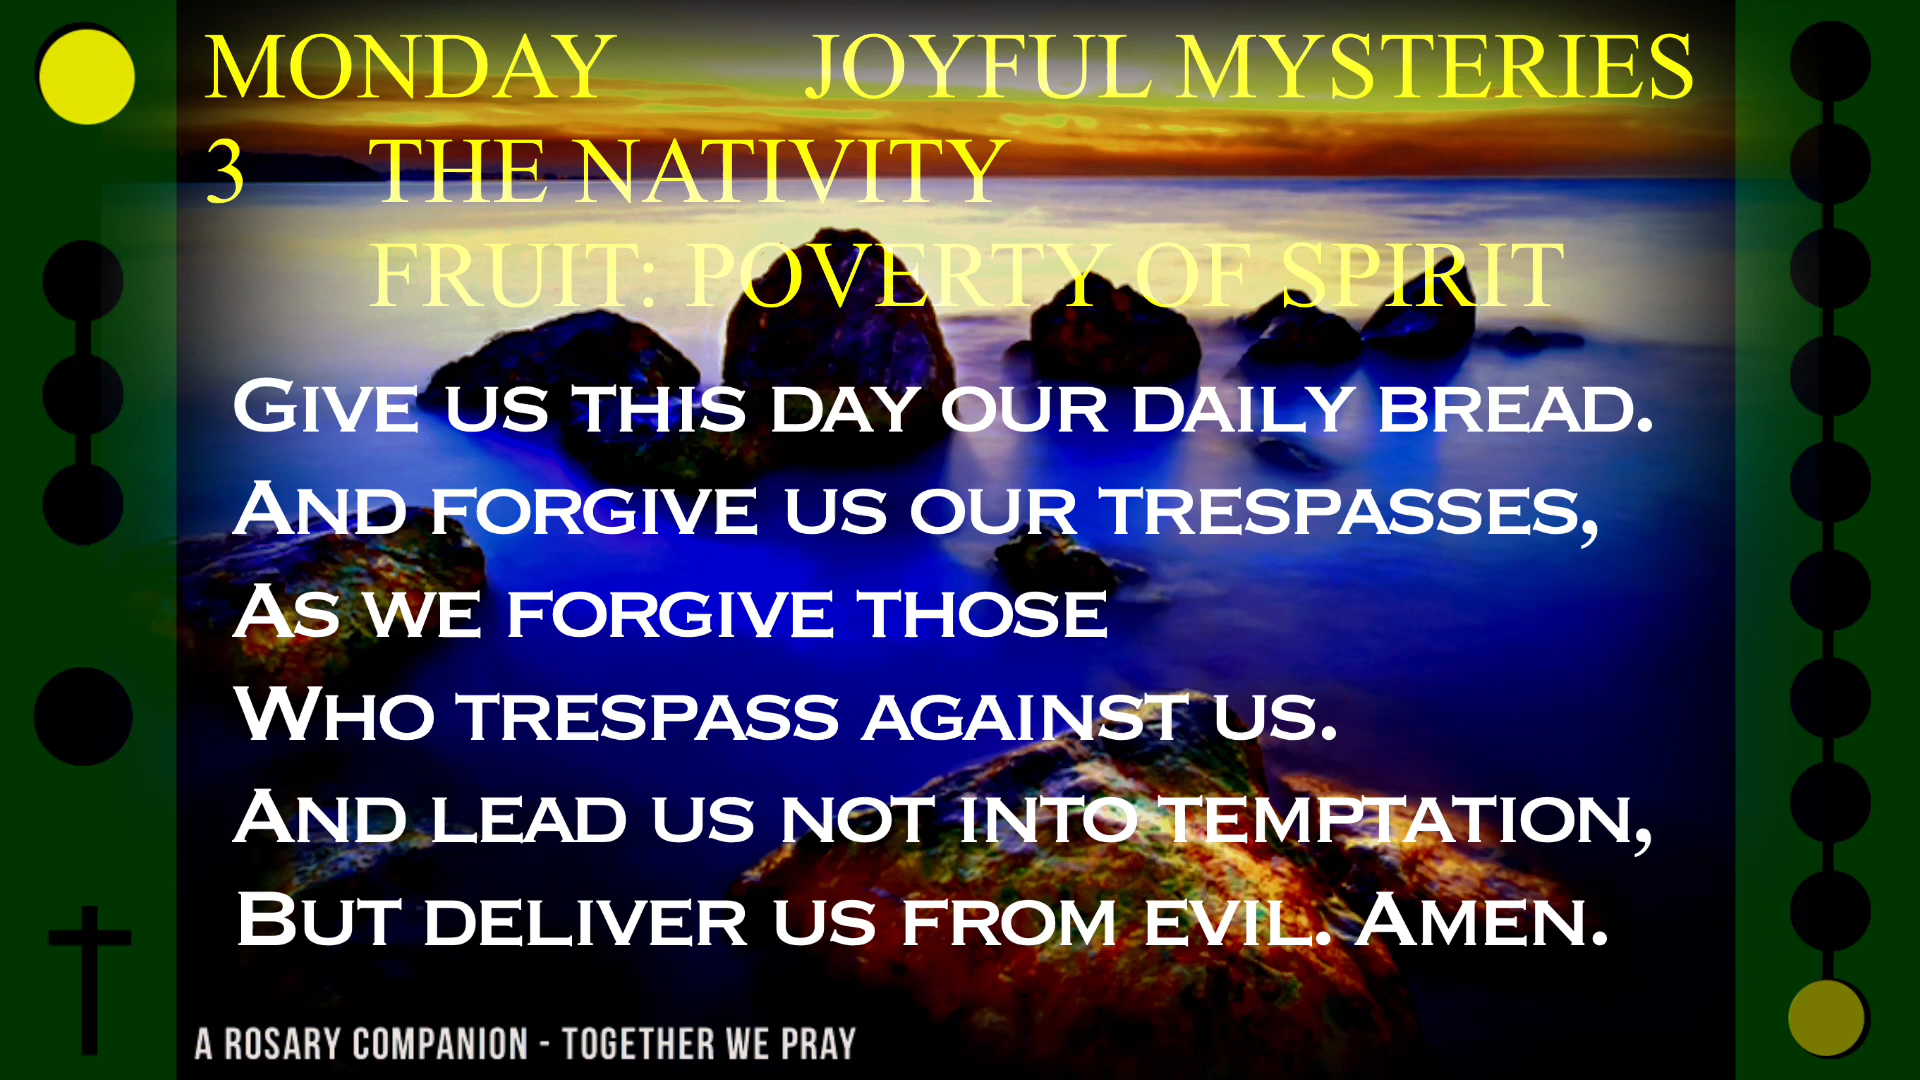 MONDAY JOYFUL MYSTERIES
3 THE NATIVITY
FRUIT: POVERTY OF SPIRIT
GIVE US THIS DAY OUR DAILY BREAD.
AND FORGIVE US OUR TRESPASSES,
AS WE FORGIVE THOSE
WHO TRESPASS AGAINST US.
AND LEAD US NOT INTO TEMPTATION,
BUT DELIVER US FROM EVIL. AMEN.
A ROSARY COMPANION - TOGETHER WE PRAY